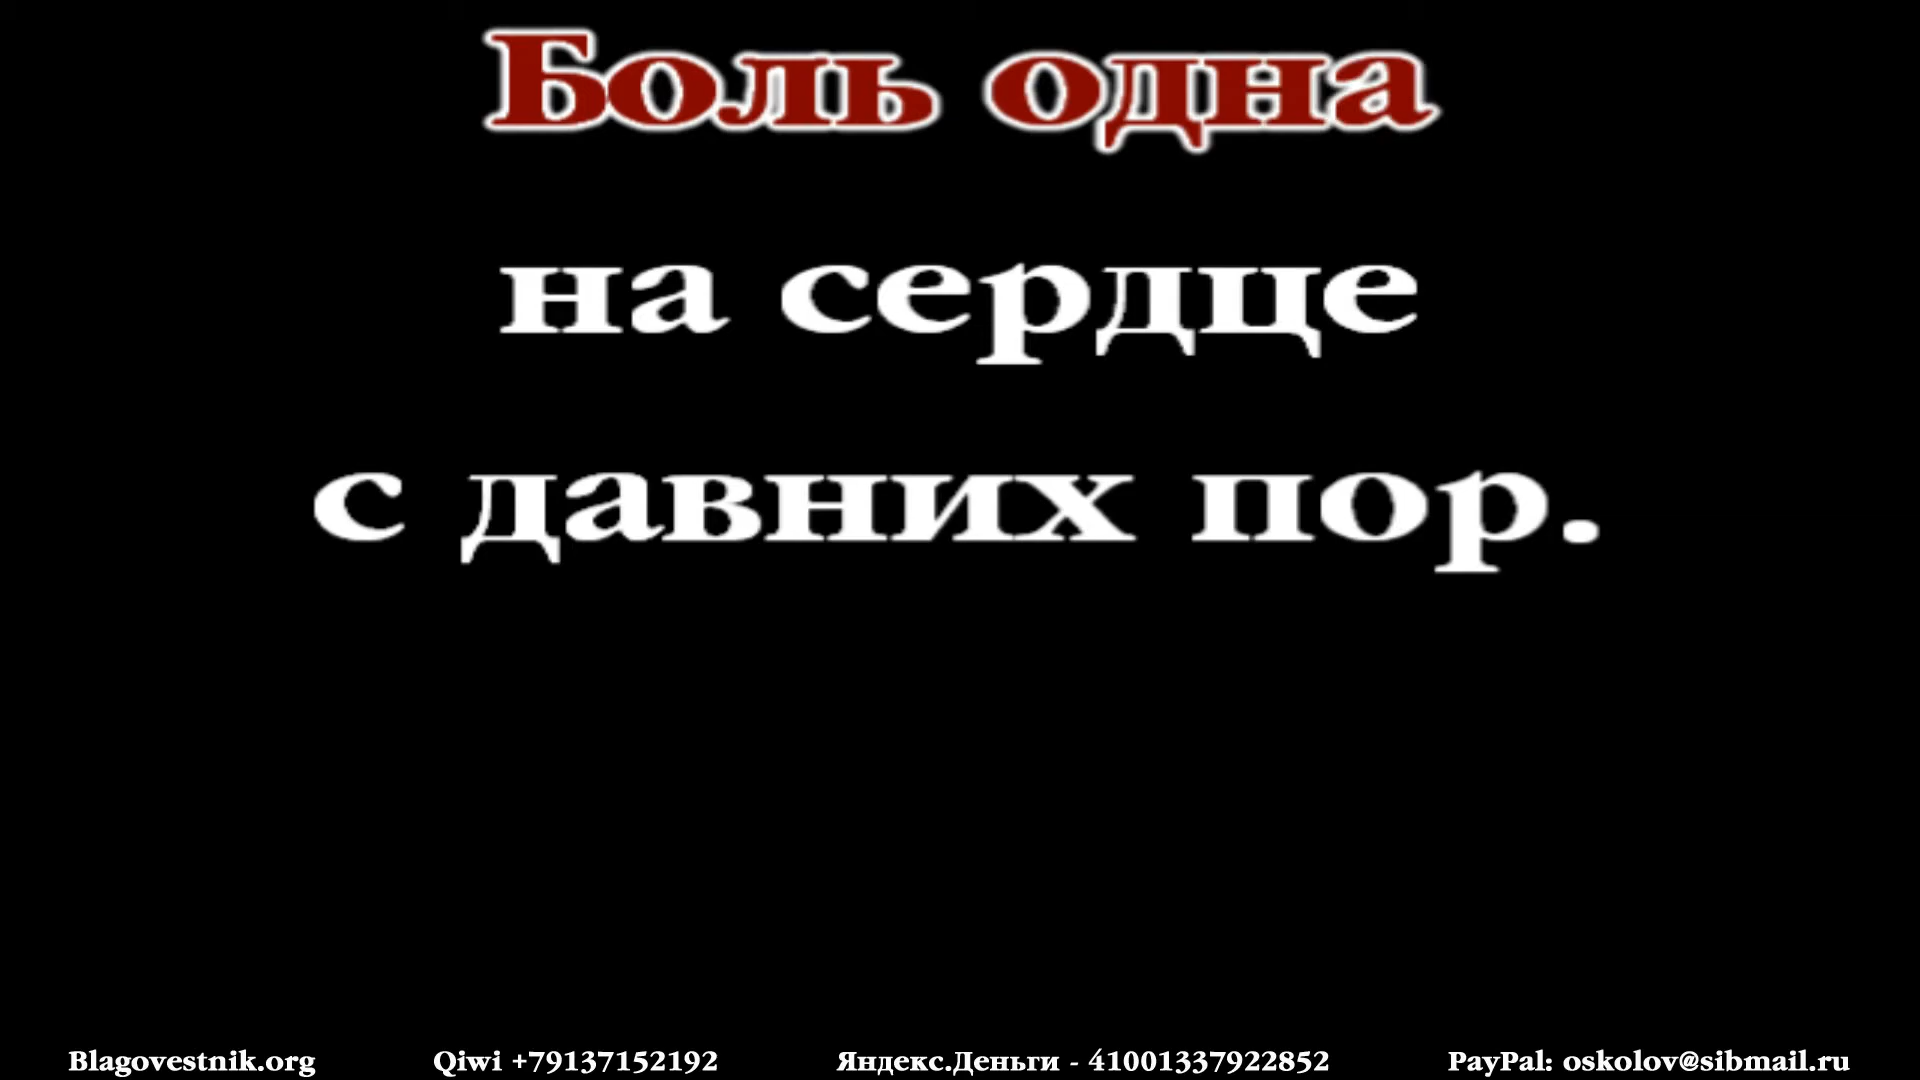 Боль одна
на сердце
с давних пор.
Blagovestnik.org Qiwi +79137152192 Яндекс.Деньги - 41001337922852 PayPal: oskolov@sibmail.ru